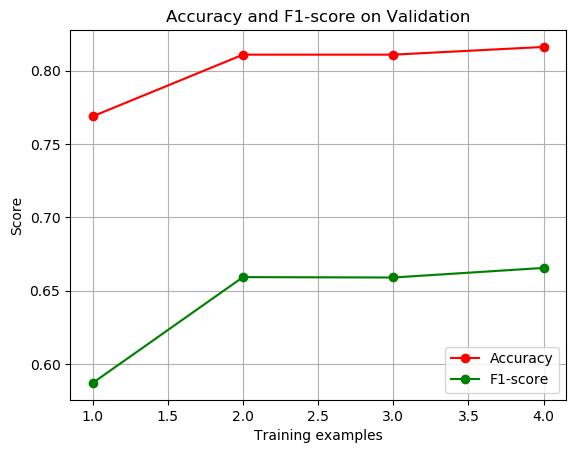 Accuracy and F1-score on Validation
0.80
0.75
0.70
0.65
0.60
Score
1.0 1.5 2.0 2.5 3.0 3.5 4.0
Training examples
Accuracy
F1-score